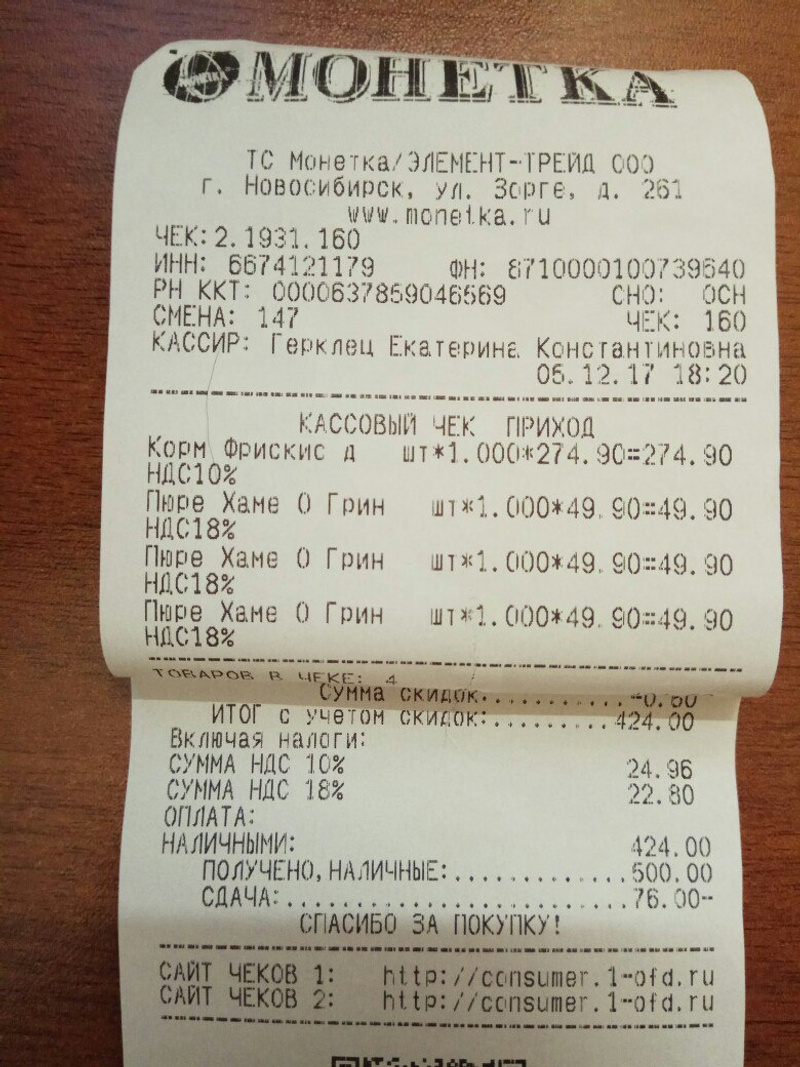 МОНЕТКА
ТС Монетка/ЭЛЕМЕНТ-ТРЕЙД ООО
г. Новосибирск, ул. Зорге, д. 261
www.monetka.ru
ЧЕК: 2.1931.160
ИНН: 6674121179 ФН: 8710000100739640
РН ККТ: 0000637859046569 СНО: ОСН
СМЕНА: 147 ЧЕК: 160
КАССИР: Герклец Екатерина Константиновна
05.12.17 18:20
КАССОВЫЙ ЧЕК ПРИХОД
Корм Фрискис д шт*1.000*274.90=274.90
НДС10%
Пюре Хаме О Грин шт*1.000*49.90=49.90
НДС18%
Пюре Хаме О Грин шт*1.000*49.90=49.90
НДС18%
Пюре Хаме О Грин шт*1.000*49.90=49.90
НДС18%
ТОВАРОВ В ЧЕКЕ: 4
Сумма скидок...........-0.60
ИТОГ с учетом скидок:.......424.00
Включая налоги:
СУММА НДС 10% 24.96
СУММА НДС 18% 22.80
ОПЛАТА:
НАЛИЧНЫМИ: 424.00
ПОЛУЧЕНО,НАЛИЧНЫЕ:..........500.00
СДАЧА:.....................76.00-
СПАСИБО ЗА ПОКУПКУ!
САЙТ ЧЕКОВ 1: http://consumer.1-ofd.ru
САЙТ ЧЕКОВ 2: http://consumer.1-ofd.ru